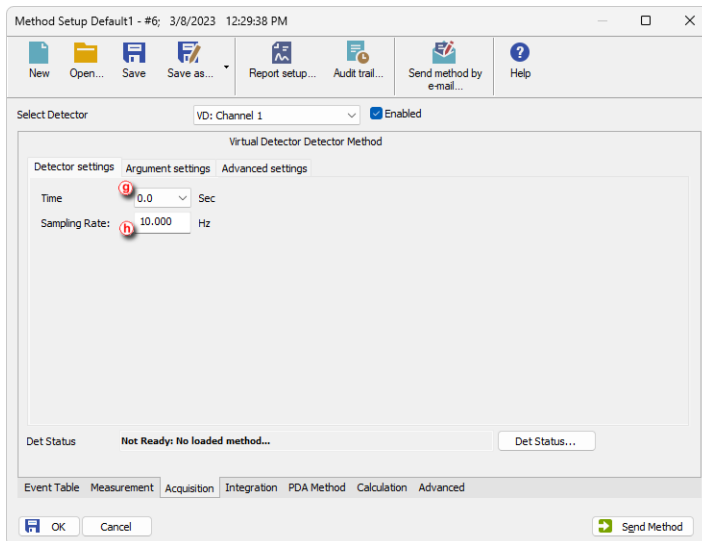 Method Setup Default1 - #6; 3/8/2023 12:29:38 PM
New Open... Save Save as... Report setup... Audit trail... Send method by e-mail... Help
Select Detector VD: Channel 1 Enabled
Virtual Detector Detector Method
Detector settings Argument settings Advanced settings
Time g 0.0 Sec
Sampling Rate: h 10.000 Hz
Det Status Not Ready: No loaded method... Det Status...
Event Table Measurement Acquisition Integration PDA Method Calculation Advanced
OK Cancel Send Method